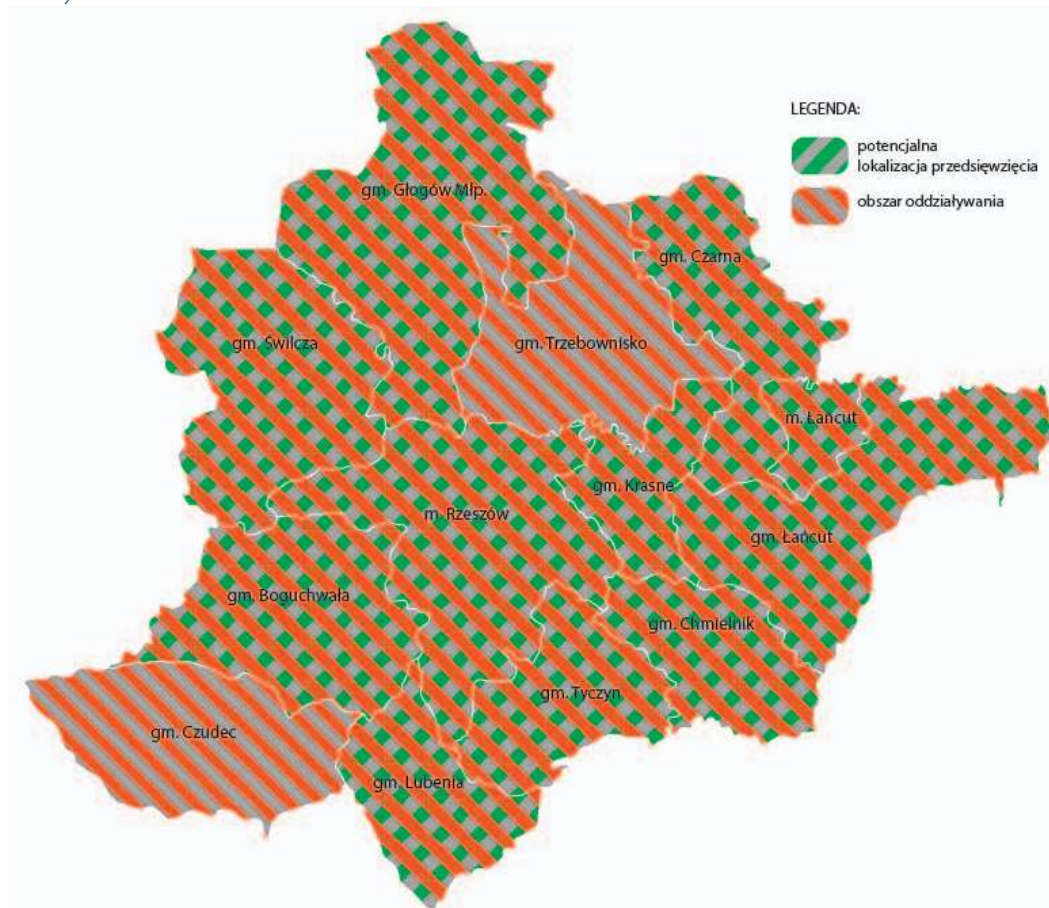 LEGENDA:
potencjalna
lokalizacja przedsięwzięcia
obszar oddziaływania
gm. Głogów Młp.
gm. Czarna
gm. Świlcza
gm. Trzebownisko
m. Łańcut
gm. Krasne
m. Rzeszów
gm. Łańcut
gm. Boguchwała
gm. Chmielnik
gm. Tyczyn
gm. Czudec
gm. Lubenia